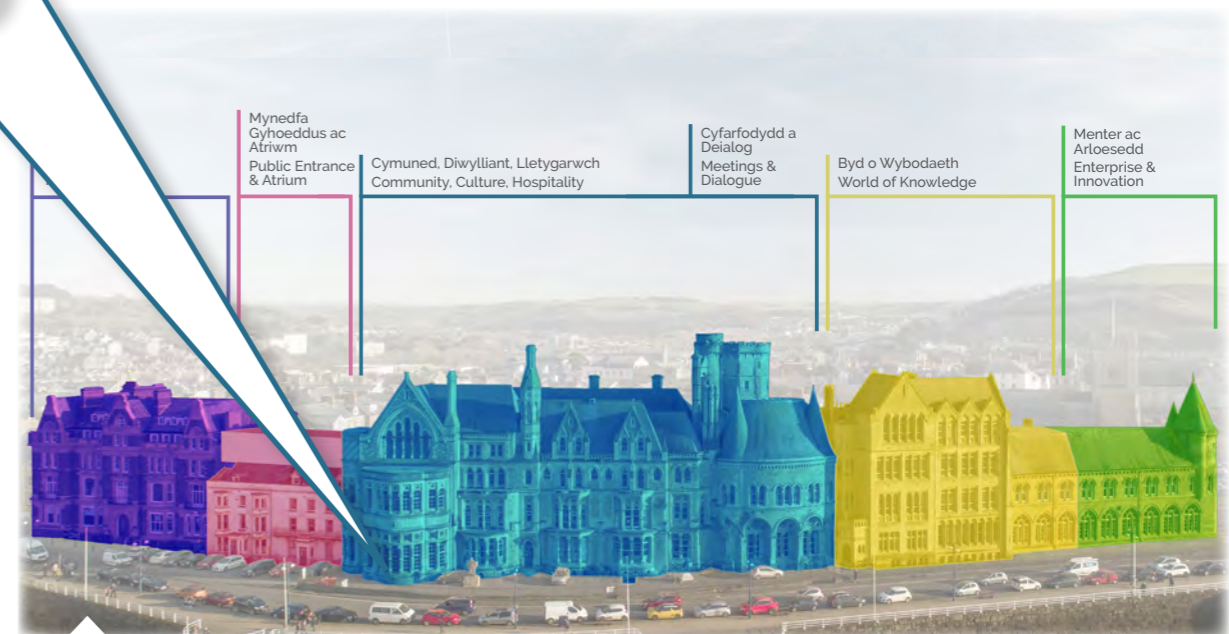 Mynedfa
Gyhoeddus ac
Atriwm
Public Entrance
& Atrium
Cymuned, Diwylliant, Lletygarwch
Community, Culture, Hospitality
Cyfarfodydd a
Deialog
Meetings &
Dialogue
Byd o Wybodaeth
World of Knowledge
Menter ac
Arloesedd
Enterprise &
Innovation